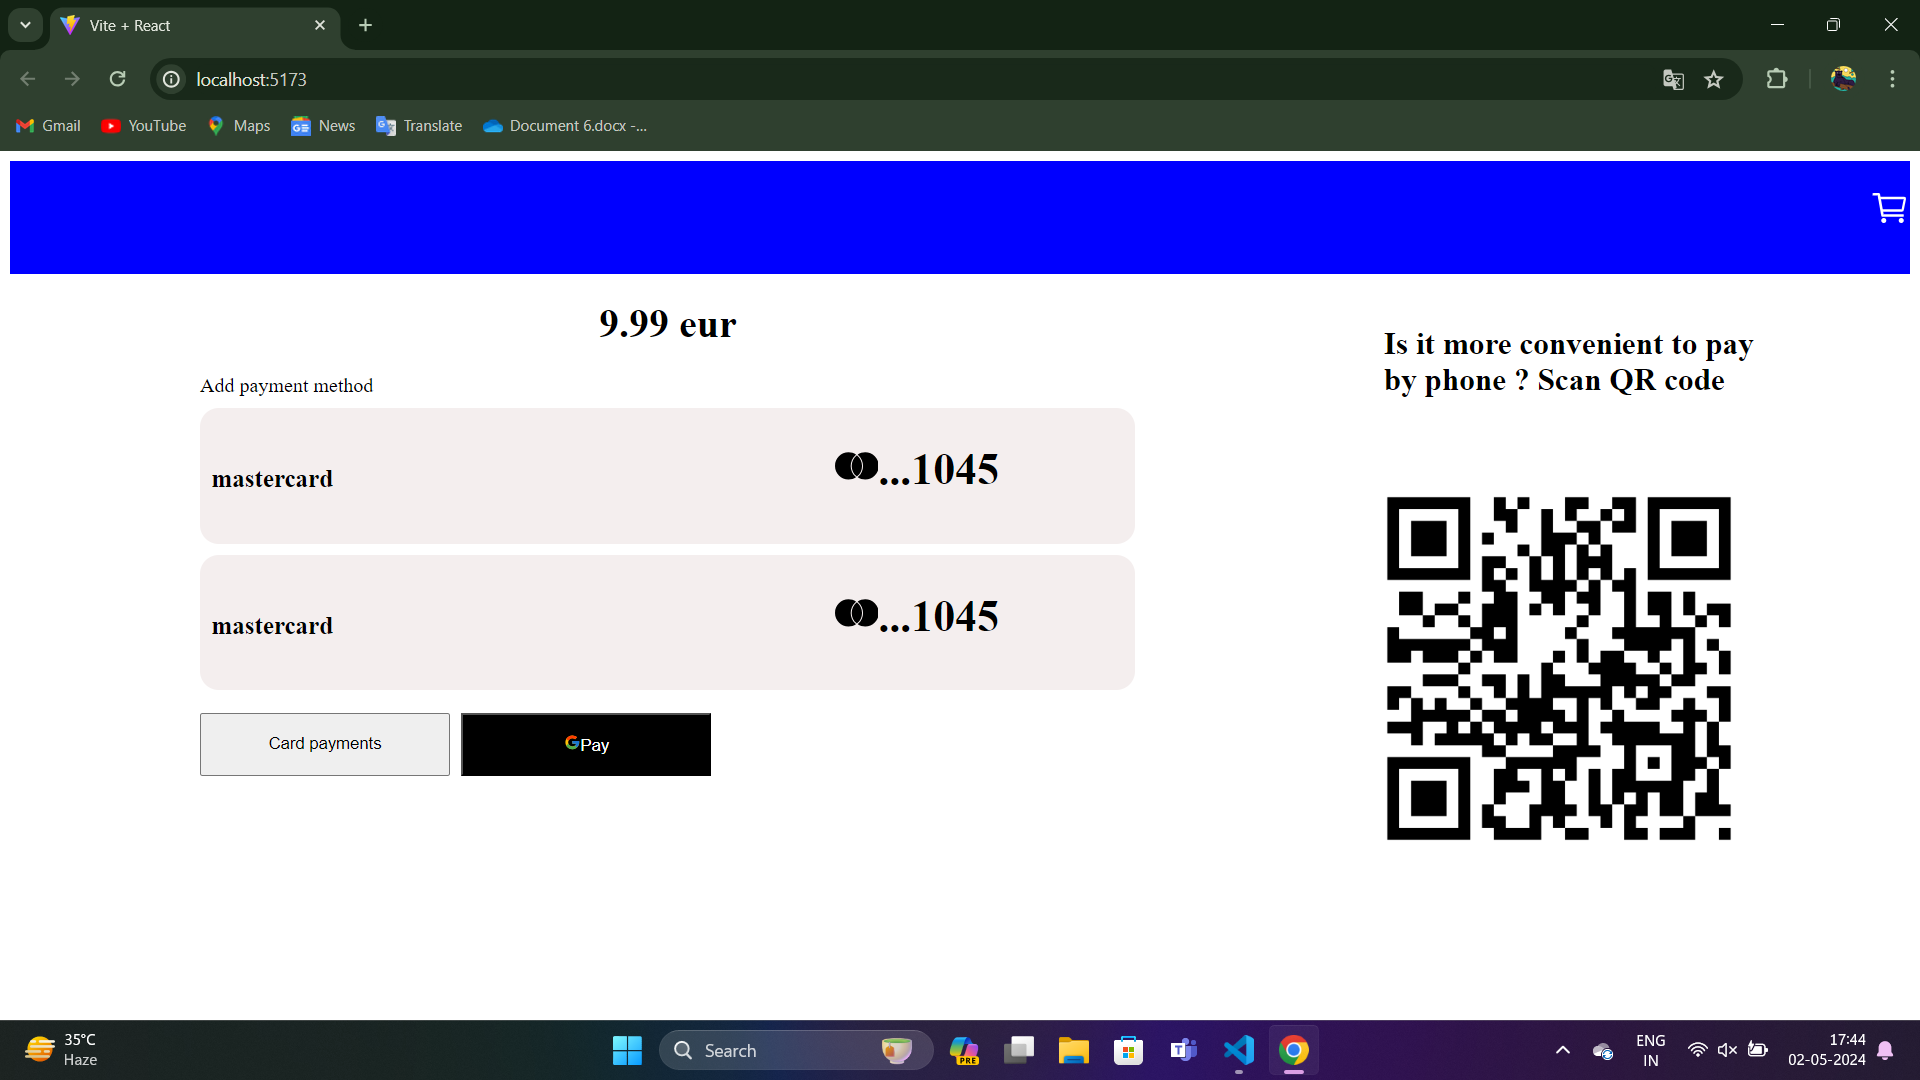 Vite + React
localhost:5173
Gmail
YouTube
Maps
News
Translate
Document 6.docx -...
9.99 eur
Is it more convenient to pay
by phone ? Scan QR code
Add payment method
mastercard
...1045
mastercard
...1045
Card payments
GPay
35°C
Haze
Search
PRE
ENG
IN
17:44
02-05-2024